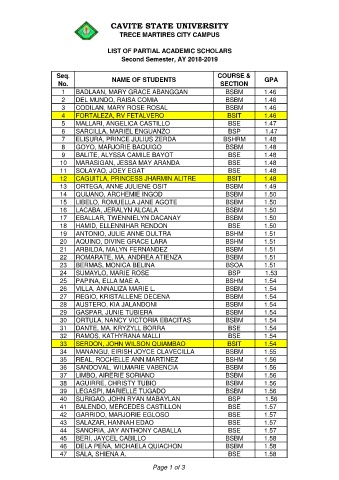 CAVITE STATE UNIVERSITY
TRECE MARTIRES CITY CAMPUS
LIST OF PARTIAL ACADEMIC SCHOLARS
Second Semester, AY 2018-2019
Seq. No. NAME OF STUDENTS COURSE & SECTION GPA
1 BADLAAN, MARY GRACE ABANGGAN BSBM 1.46
2 DEL MUNDO, RAISA COMIA BSBM 1.46
3 CODILAN, MARY ROSE ROSAL BSBM 1.46
4 FORTALEZA, RV FETALVERO BSIT 1.46
5 MALLARI, ANGELICA CASTILLO BSE 1.47
6 SARCILLA, MARIEL ENGUANZO BSP 1.47
7 ELISURA, PRINCE JULIUS ZERDA BSHRM 1.48
8 GOYO, MARJORIE BAQUIGO BSBM 1.48
9 BALITE, ALYSSA CAMILE BAYOT BSE 1.48
10 MARASIGAN, JESSA MAY ARANDA BSE 1.48
11 SOLAYAO, JOEY EGAT BSE 1.48
12 CAGUITLA, PRINCESS JHARMIN ALITRE BSIT 1.48
13 ORTEGA, ANNE JULIENE OSIT BSBM 1.49
14 QUIJANO, ARCHEMIE INGOD BSBM 1.50
15 LIBELO, ROMUELLA JANE AGOTE BSBM 1.50
16 LACABA, JERALYN ALCALA BSBM 1.50
17 EBALLAR, TWENNIELYN DACANAY BSBM 1.50
18 HAMID, ELLENNIHAR RENDON BSE 1.50
19 ANTONIO, JULIE ANNE DULTRA BSHM 1.51
20 AQUINO, DIVINE GRACE LARA BSHM 1.51
21 ARBILDA, MALYN FERNANDEZ BSBM 1.51
22 ROMARATE, MA. ANDREA ATIENZA BSBM 1.51
23 BERMAS, MONICA BELINA BSOA 1.51
24 SUMAYLO, MARIE ROSE BSP 1.53
25 PAPINA, ELLA MAE A. BSHM 1.54
26 VILLA, ANNALIZA MARIE L. BSBM 1.54
27 REGIO, KRISTALLENE DECENA BSBM 1.54
28 AUSTERO, KIA JALANDONI BSBM 1.54
29 GASPAR, JUNIE TUBIERA BSBM 1.54
30 ORTULA, NANCY VICTORIA EBACITAS BSBM 1.54
31 DANTE, MA. KRYZYLL BORRA BSE 1.54
32 RAMOS, KATHYRANA MALLI BSE 1.54
33 SERDON, JOHN WILSON QUIAMBAO BSIT 1.54
34 MANANGU, EIRISH JOYCE CLAVECILLA BSBM 1.55
35 REAL, ROCHELLE ANN MARTINEZ BSHM 1.56
36 SANDOVAL, WILMARIE VABENCIA BSBM 1.56
37 LIMBO, AIRERIE SORIANO BSBM 1.56
38 AGUIRRE, CHRISTY TUBIO BSBM 1.56
39 LEGASPI, MARIELLE TUGADO BSBM 1.56
40 SURIGAO, JOHN RYAN MABAYLAN BSP 1.56
41 BALENDO, MERCEDES CASTILLON BSE 1.57
42 GARRIDO, MARJORIE EGLOSO BSE 1.57
43 SALAZAR, HANNAH EDAO BSE 1.57
44 SANORIA, JAY ANTHONY CABALLA BSE 1.57
45 BERI, JAYCEL CABILLO BSBM 1.58
46 DELA PEÑA, MICHAELA QUIACHON BSBM 1.58
47 SALA, SHIENA A. BSE 1.58
Page 1 of 3